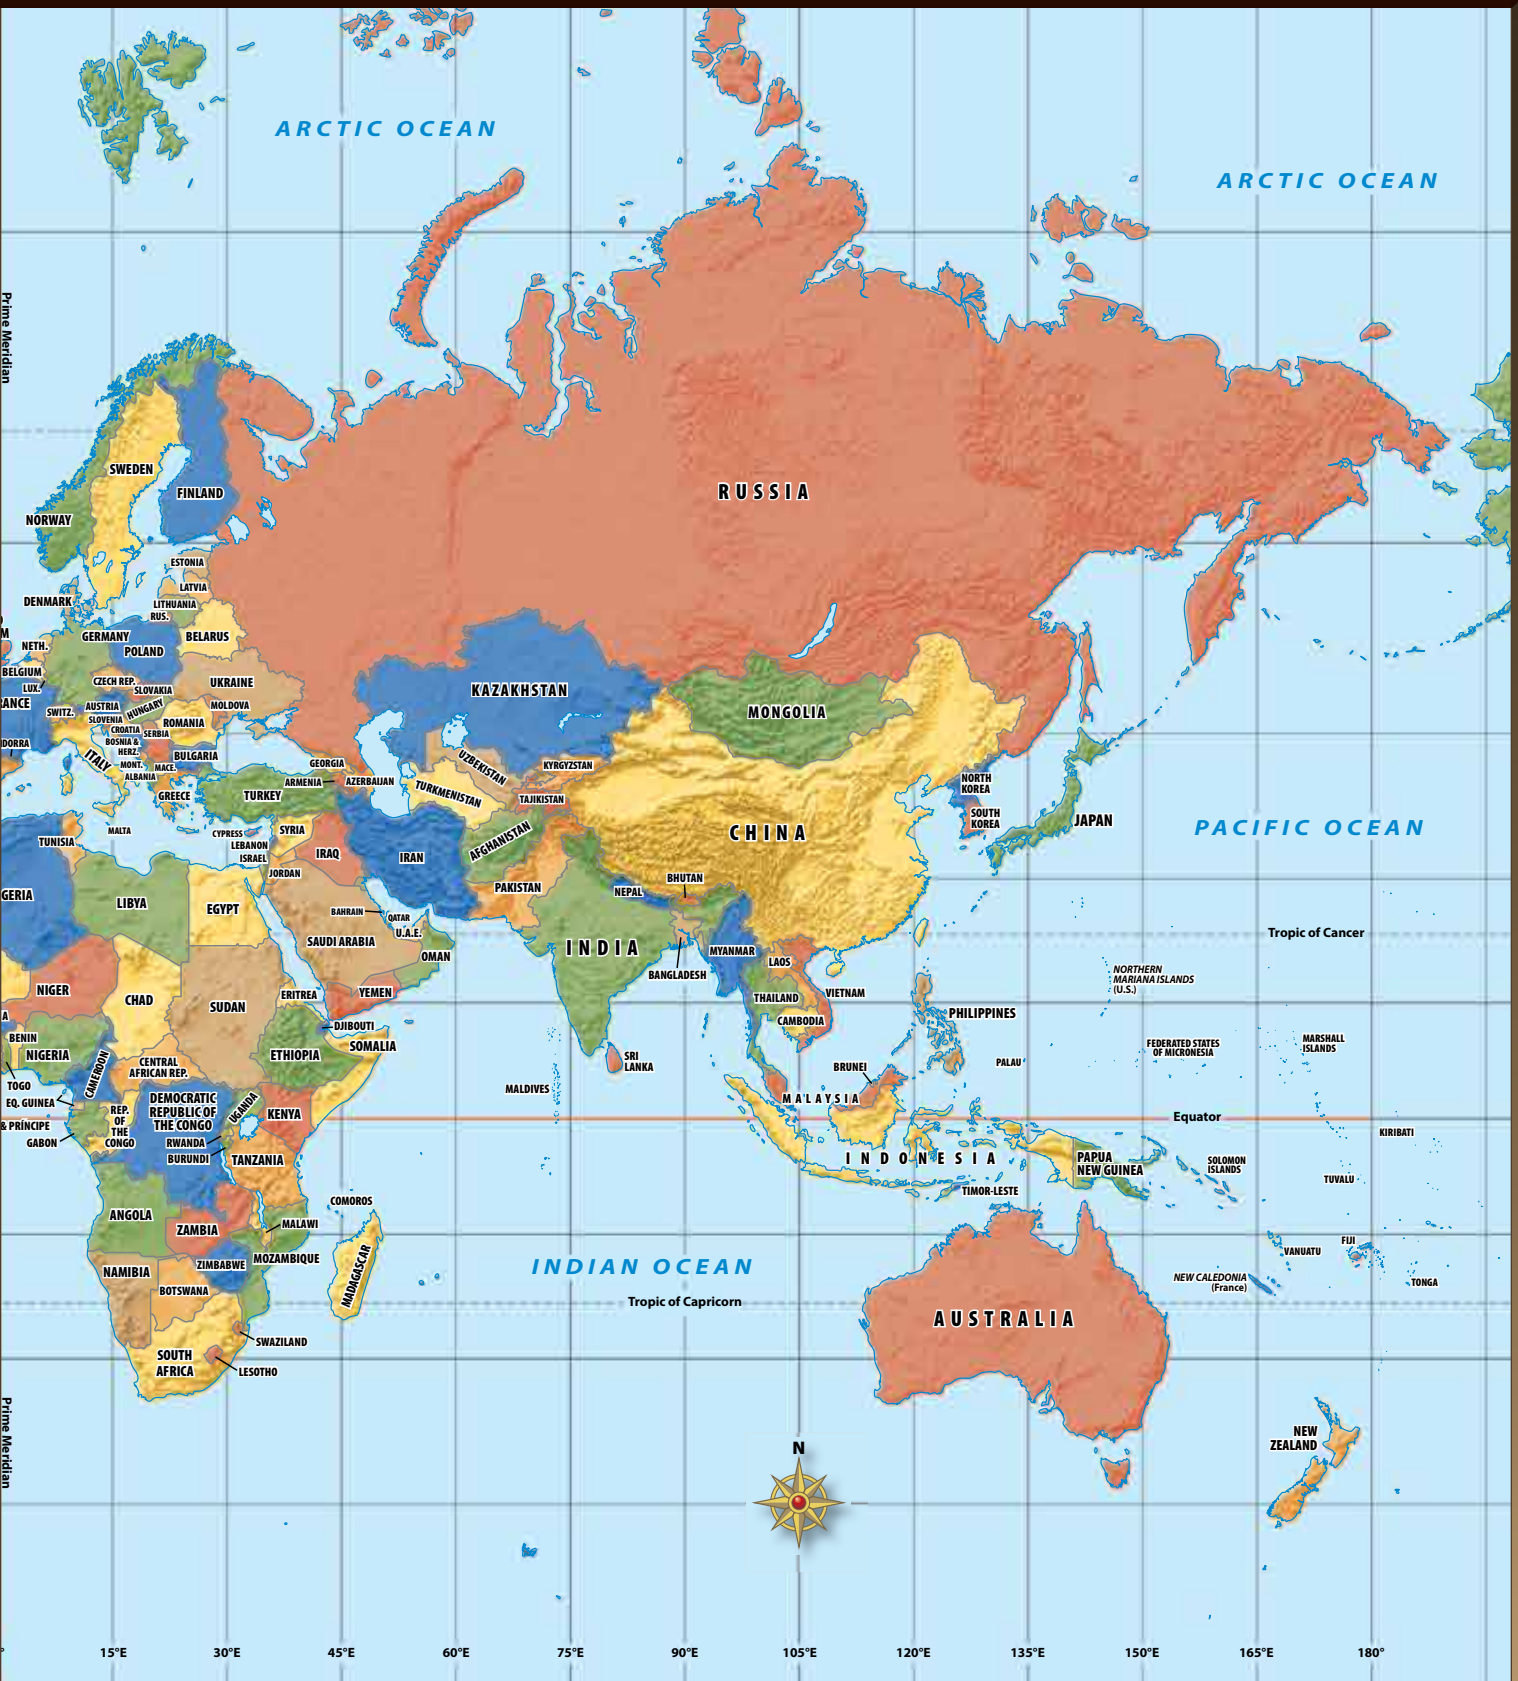 ARCTIC OCEAN
ARCTIC OCEAN
Prime Meridian
RUSSIA
SWEDEN
FINLAND
NORWAY
ESTONIA
LATVIA
DENMARK
LITHUANIA
RUS.
M
GERMANY
BELARUS
NETH.
POLAND
BELGIUM
CZECH REP.
UKRAINE
LUX.
SLOVAKIA
KAZAKHSTAN
RANCE
AUSTRIA
HUNGARY
MOLDOVA
SWITZ.
SLOVENIA
ROMANIA
MONGOLIA
CROATIA
SERBIA
DORRA
BOSNIA &
HERZ.
BULGARIA
ITALY
MONT.
MACE.
ALBANIA
GEORGIA
UZBEKISTAN
KYRGYZSTAN
ARMENIA
AZERBAIJAN
GREECE
TURKEY
TURKMENISTAN
TAJIKISTAN
NORTH
KOREA
SOUTH
KOREA
JAPAN
PACIFIC OCEAN
MALTA
TUNISIA
CYPRESS
SYRIA
LEBANON
ISRAEL
IRAQ
IRAN
AFGHANISTAN
CHINA
JORDAN
GERIA
LIBYA
EGYPT
PAKISTAN
NEPAL
BHUTAN
BAHRAIN
QATAR
U.A.E.
SAUDI ARABIA
OMAN
INDIA
Tropic of Cancer
MYANMAR
LAOS
BANGLADESH
NORTHERN
MARIANA ISLANDS
(U.S.)
NIGER
CHAD
SUDAN
ERITREA
YEMEN
THAILAND
VIETNAM
CAMBODIA
PHILIPPINES
A
BENIN
NIGERIA
DJIBOUTI
SOMALIA
ETHIOPIA
CENTRAL
AFRICAN REP.
CAMEROON
SRI
LANKA
FEDERATED STATES
OF MICRONESIA
MARSHALL
ISLANDS
PALAU
BRUNEI
TOGO
MALDIVES
MALAYSIA
EQ. GUINEA
DEMOCRATIC
REPUBLIC OF
THE CONGO
UGANDA
KENYA
REP.
OF
THE
CONGO
Equator
& PRÍNCIPE
GABON
RWANDA
BURUNDI
TANZANIA
KIRIBATI
INDONESIA
PAPUA
NEW GUINEA
SOLOMON
ISLANDS
TIMOR-LESTE
TUVALU
COMOROS
ANGOLA
ZAMBIA
MALAWI
MOZAMBIQUE
MADAGASCAR
ZIMBABWE
NAMIBIA
BOTSWANA
INDIAN OCEAN
Tropic of Capricorn
AUSTRALIA
FIJI
VANUATU
NEW CALEDONIA
(France)
TONGA
SWAZILAND
SOUTH
AFRICA
LESOTHO
Prime Meridian
NEW
ZEALAND
N
15°E 30°E 45°E 60°E 75°E 90°E 105°E 120°E 135°E 150°E 165°E 180°